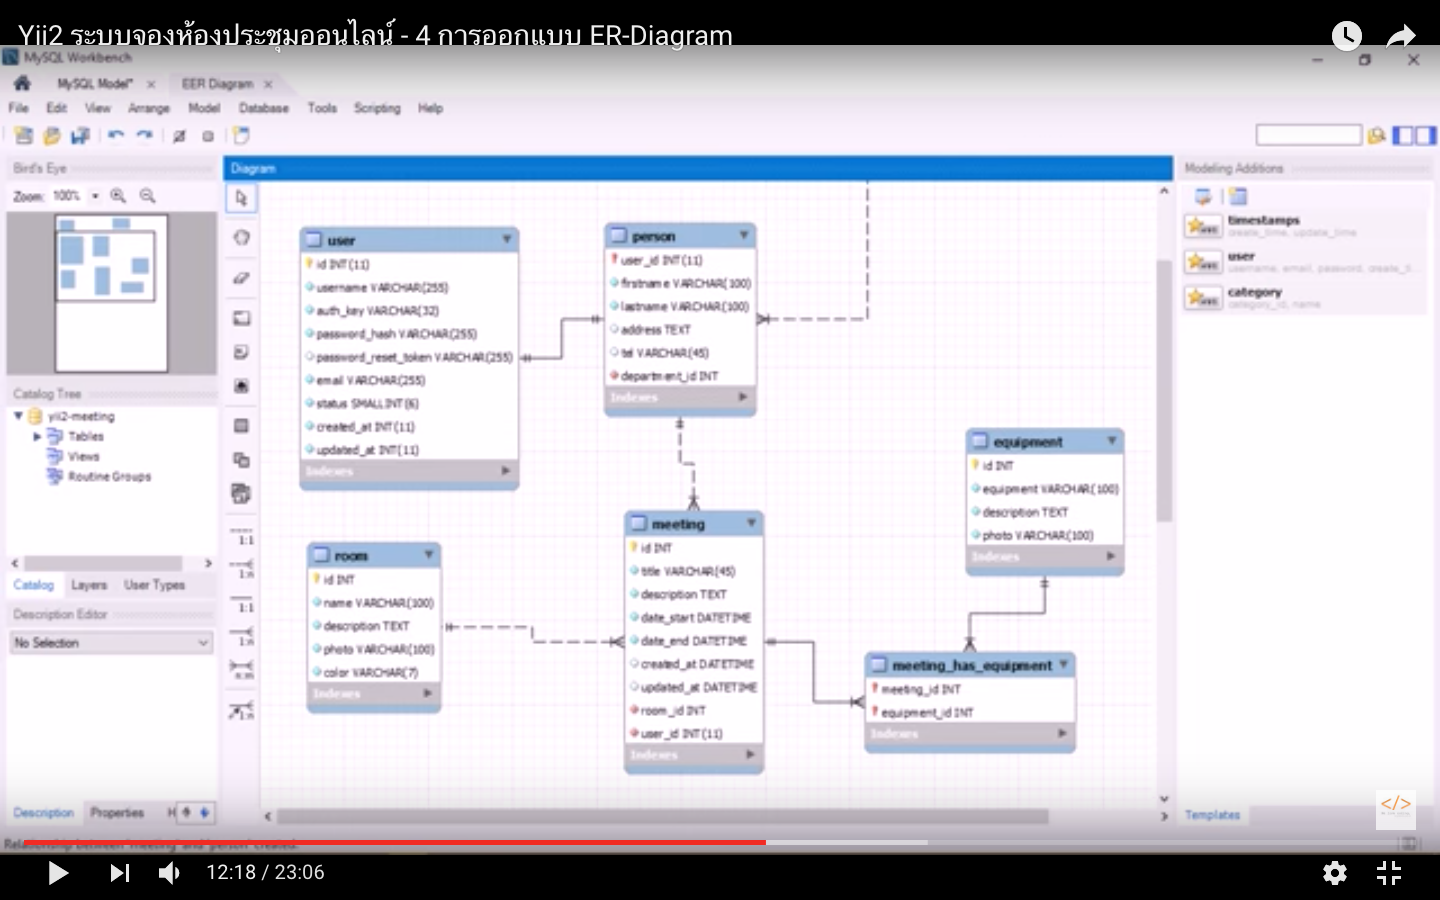 Yii2 ระบบจองห้องประชุมออนไลน์ - 4 การออกแบบ ER-Diagram
MySQL Workbench
MySQL Model* EER Diagram
File Edit View Arrange Model Database Tools Scripting Help
Bird's Eye
Zoom: 100%
Catalog Tree
yii2-meeting
Tables
Views
Routine Groups
Catalog Layers User Types
Description Editor
No Selection
Description Properties H
Diagram
1:1
1:n
1:1
1:n
n:m
1:n
user
id INT(11)
username VARCHAR(255)
auth_key VARCHAR(32)
password_hash VARCHAR(255)
password_reset_token VARCHAR(255)
email VARCHAR(255)
status SMALLINT(6)
created_at INT(11)
updated_at INT(11)
Indexes
person
user_id INT(11)
firstname VARCHAR(100)
lastname VARCHAR(100)
address TEXT
tel VARCHAR(45)
department_id INT
Indexes
room
id INT
name VARCHAR(100)
description TEXT
photo VARCHAR(100)
color VARCHAR(7)
Indexes
meeting
id INT
title VARCHAR(45)
description TEXT
date_start DATETIME
date_end DATETIME
created_at DATETIME
updated_at DATETIME
room_id INT
user_id INT(11)
Indexes
equipment
id INT
equipment VARCHAR(100)
description TEXT
photo VARCHAR(100)
Indexes
meeting_has_equipment
meeting_id INT
equipment_id INT
Indexes
Modeling Additions
timestamps
create_time, update_time
user
username, email, password, create_ti...
category
category_id, name
Templates
</>
Relationship between 'meeting' and 'person' created.
12:18 / 23:06